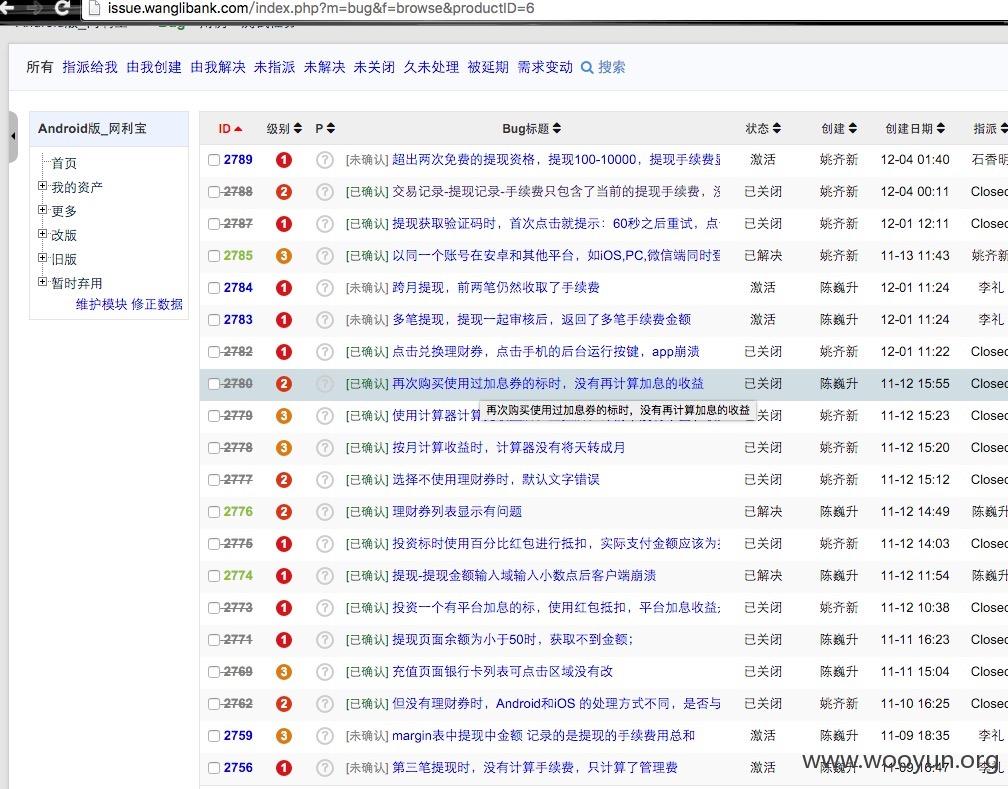 issue.wanglibank.com/index.php?m=bug&f=browse&productID=6
所有 指派给我 由我创建 由我解决 未指派 未解决 未关闭 久未处理 被延期 需求变动 搜索
Android版_网利宝
首页
我的资产
更多
改版
旧版
暂时弃用
维护模块 修正数据
ID 级别 P Bug标题 状态 创建 创建日期 指派
2789 1 ? [未确认] 超出两次免费的提现资格，提现100-10000，提现手续费 激活 姚齐新 12-04 01:40 石香明
2788 2 ? [已确认] 交易记录-提现记录-手续费只包含了当前的提现手续费， 已关闭 姚齐新 12-04 00:11 Closed
2787 1 ? [已确认] 提现获取验证码时，首次点击就提示：60秒之后重试，点 已关闭 姚齐新 12-01 12:11 Closed
2785 3 ? [已确认] 以同一个账号在安卓和其他平台，如iOS,PC,微信端同时 已解决 姚齐新 11-13 11:43 姚齐新
2784 1 ? [未确认] 跨月提现，前两笔仍然收取了手续费 激活 陈巍升 12-01 11:24 李礼
2783 1 ? [未确认] 多笔提现，提现一起审核后，返回了多笔手续费金额 激活 陈巍升 12-01 11:24 李礼
2782 1 ? [已确认] 点击兑换理财券，点击手机的后台运行按键，app崩溃 已关闭 陈巍升 12-01 11:22 Closed
2780 2 ? [已确认] 再次购买使用过加息券的标时，没有再计算加息的收益 已关闭 陈巍升 11-12 15:55 Closed
再次购买使用过加息券的标时，没有再计算加息的收益
2779 3 ? [已确认] 使用计算器计算 已关闭 陈巍升 11-12 15:23 Closed
2778 3 ? [已确认] 按月计算收益时，计算器没有将天转成月 已关闭 陈巍升 11-12 15:20 Closed
2777 2 ? [已确认] 选择不使用理财券时，默认文字错误 已关闭 陈巍升 11-12 15:12 Closed
2776 2 ? [已确认] 理财券列表显示有问题 已解决 陈巍升 11-12 14:49 陈巍升
2775 1 ? [已确认] 投资标时使用百分比红包进行抵扣，实际支付金额应该为 已关闭 姚齐新 11-12 14:03 Closed
2774 1 ? [已确认] 提现-提现金额输入域输入小数点后客户端崩溃 已解决 陈巍升 11-12 11:54 陈巍升
2773 1 ? [已确认] 投资一个有平台加息的标，使用红包抵扣，平台加息收益 已关闭 姚齐新 11-12 10:38 Closed
2771 1 ? [已确认] 提现页面余额为小于50时，获取不到金额； 已关闭 陈巍升 11-11 16:23 Closed
2769 3 ? [已确认] 充值页面银行卡列表可点击区域没有改 已关闭 陈巍升 11-11 15:04 Closed
2762 2 ? [已确认] 但没有理财券时，Android和iOS 的处理方式不同，是否与 已关闭 陈巍升 11-10 16:25 Closed
2759 3 ? [未确认] margin表中提现中金额 记录的是提现的手续费用总和 激活 陈巍升 11-09 18:35 李礼
2756 1 ? [未确认] 第三笔提现时，没有计算手续费，只计算了管理费 激活 陈巍升 11-09 16:47 李礼
www.wooyun.org